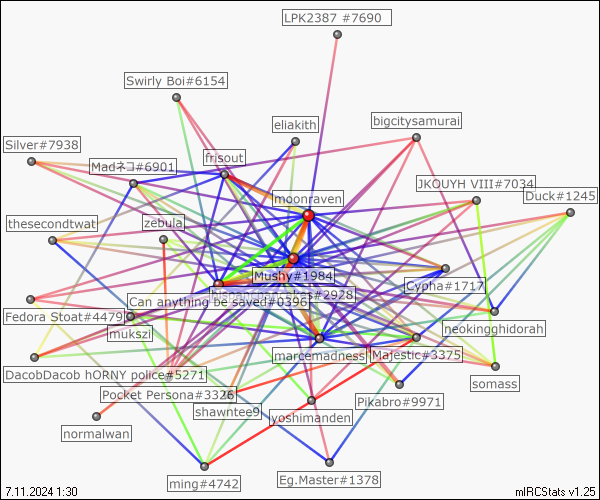 LPK2387 #7690
Swirly Boi#6154
eliakith
bigcitysamurai
Silver#7938
Madネコ#6901
frisout
JKOUYH VIII#7034
moonraven
Duck#1245
thesecondtwat
zebula
Mushy#1984
Cypha#1717
#2928
Can anything be saved#0396
Fedora Stoat#4479
mukszi
neokingghidorah
marcemadness
Majestic#3375
DacobDacob hORNY police#5271
somass
Pocket Persona#3326
Pikabro#9971
shawntee9
yoshimanden
normalwan
ming#4742
Eg.Master#1378
7.11.2024 1:30
mIRCStats v1.25